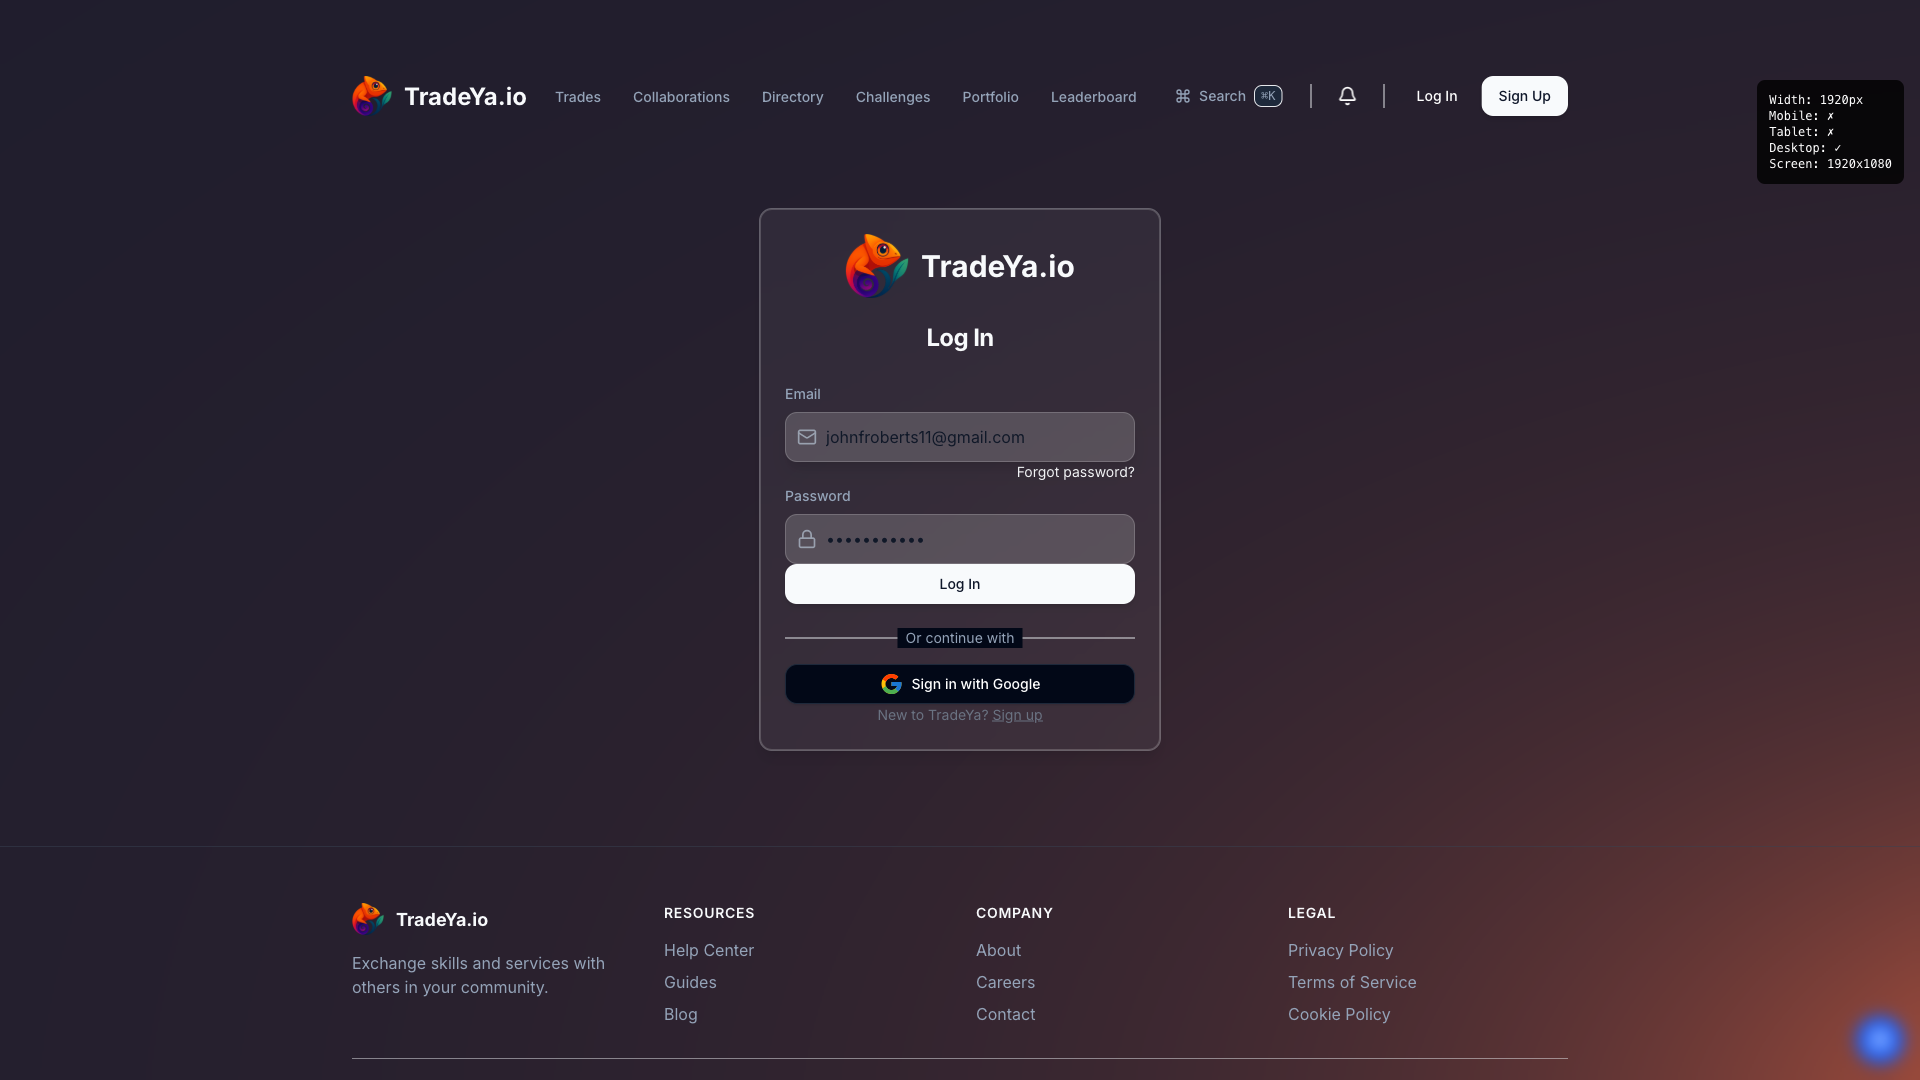 TradeYa.io Trades Collaborations Directory Challenges Portfolio Leaderboard ⌘ Search ⌘K Log In Sign Up
Width: 1920px
Mobile: ✗
Tablet: ✗
Desktop: ✓
Screen: 1920x1080
TradeYa.io
Log In
Email
johnfroberts11@gmail.com
Forgot password?
Password
•••••••••••
Log In
Or continue with
Sign in with Google
New to TradeYa? Sign up
TradeYa.io
Exchange skills and services with
others in your community.
RESOURCES
Help Center
Guides
Blog
COMPANY
About
Careers
Contact
LEGAL
Privacy Policy
Terms of Service
Cookie Policy